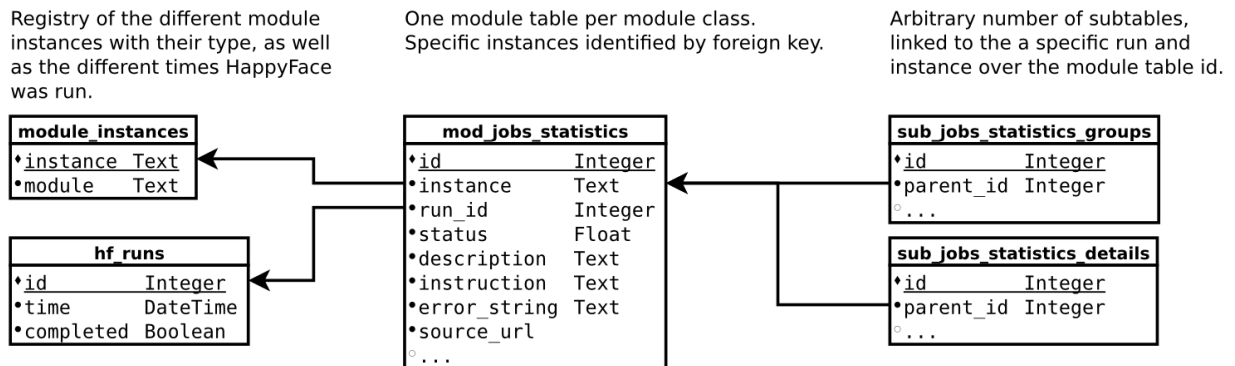 Registry of the different module
instances with their type, as well
as the different times HappyFace
was run.
One module table per module class.
Specific instances identified by foreign key.
Arbitrary number of subtables,
linked to the a specific run and
instance over the module table id.
module_instances
instance Text
module Text
hf_runs
id Integer
time DateTime
completed Boolean
mod_jobs_statistics
id Integer
instance Text
run_id Integer
status Float
description Text
instruction Text
error_string Text
source_url
...
sub_jobs_statistics_groups
id Integer
parent_id Integer
...
sub_jobs_statistics_details
id Integer
parent_id Integer
...